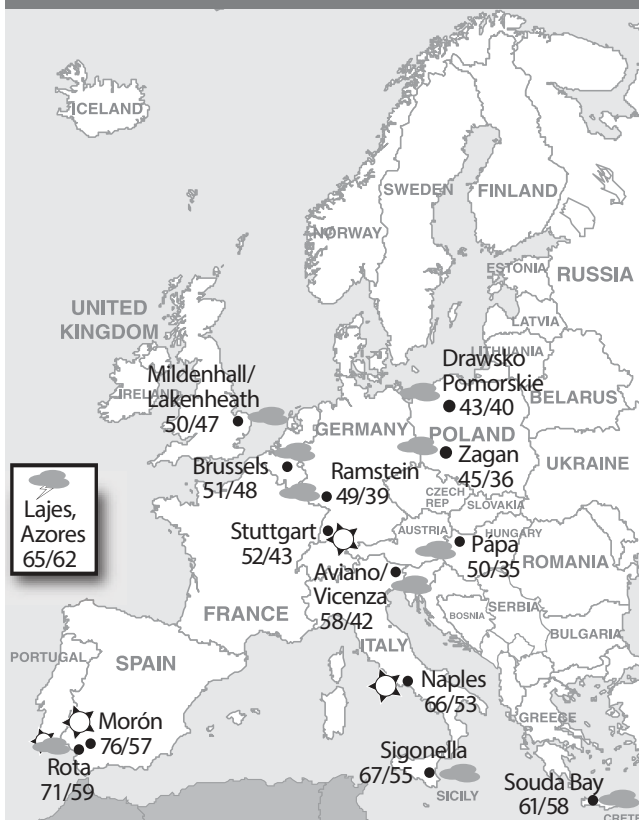 ICELAND
SWEDEN
FINLAND
NORWAY
ESTONIA
RUSSIA
LATVIA
LITHUANIA
UNITED
KINGDOM
IRELAND
Mildenhall/
Lakenheath
50/47
Drawsko
Pomorskie
43/40
BELARUS
GERMANY
POLAND
Zagan
45/36
UKRAINE
Brussels
51/48
Ramstein
49/39
CZECH
REP
SLOVAKIA
Lajes,
Azores
65/62
Stuttgart
52/43
AUSTRIA
HUNGARY
Pápa
50/35
ROMANIA
Aviano/
Vicenza
58/42
FRANCE
BOSNIA
SERBIA
BULGARIA
ITALY
PORTUGAL
SPAIN
Naples
66/53
GREECE
Morón
76/57
Rota
71/59
Sigonella
67/55
SICILY
Souda Bay
61/58
CRETE